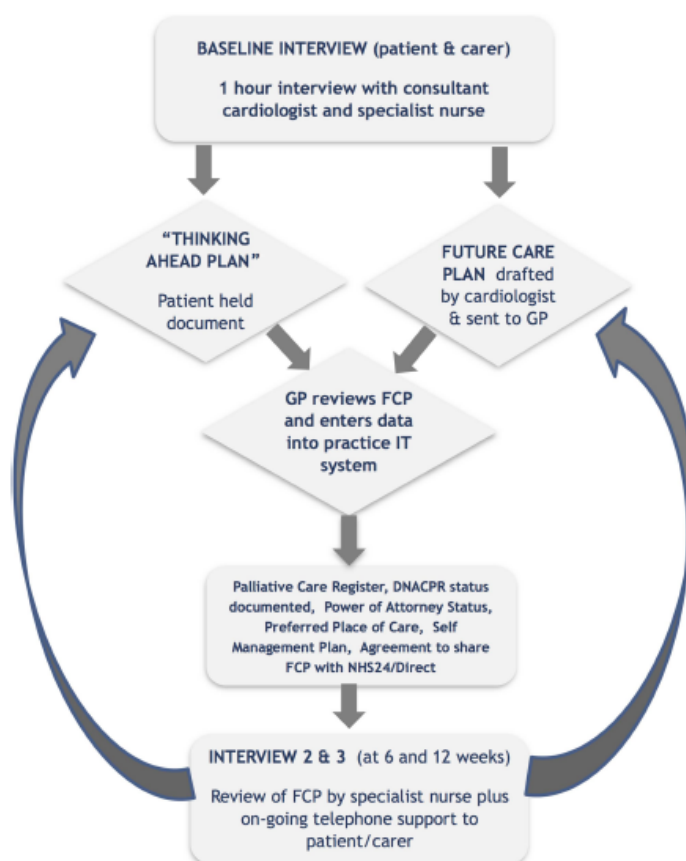 BASELINE INTERVIEW (patient & carer)
1 hour interview with consultant
cardiologist and specialist nurse
“THINKING
AHEAD PLAN”
Patient held
document
FUTURE CARE
PLAN drafted
by cardiologist
& sent to GP
GP reviews FCP
and enters data
into practice IT
system
Palliative Care Register, DNACPR status
documented, Power of Attorney Status,
Preferred Place of Care, Self
Management Plan, Agreement to share
FCP with NHS24/Direct
INTERVIEW 2 & 3 (at 6 and 12 weeks)
Review of FCP by specialist nurse plus
on-going telephone support to
patient/carer